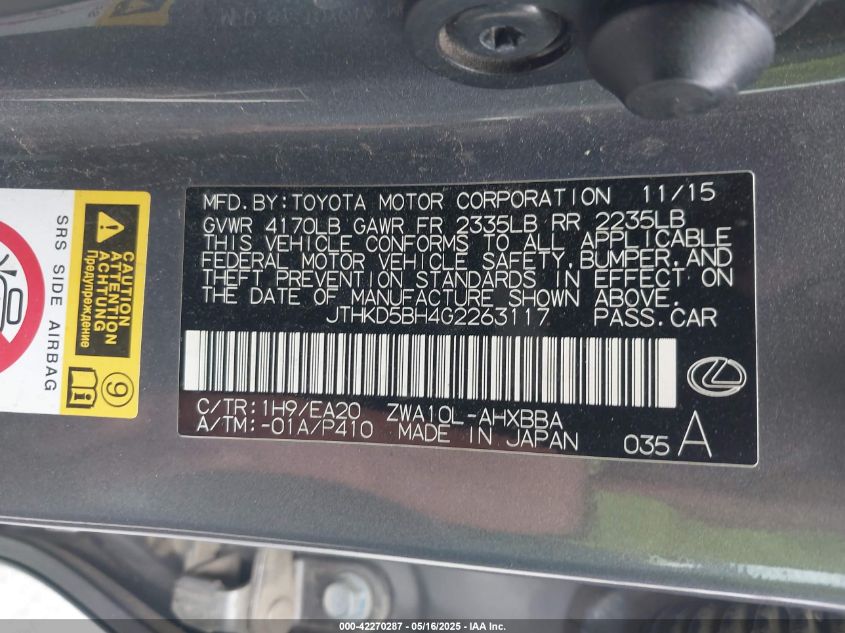 MFD. BY: TOYOTA MOTOR CORPORATION 11/15
GVWR 4170LB GAWR FR 2335LB RR 2235LB
THIS VEHICLE CONFORMS TO ALL APPLICABLE
FEDERAL MOTOR VEHICLE SAFETY, BUMPER, AND
THEFT PREVENTION STANDARDS IN EFFECT ON
THE DATE OF MANUFACTURE SHOWN ABOVE.
JTHKD5BH4G2263117 PASS. CAR
C/TR: 1H9/EA20 ZWA10L-AHXBBA
A/TM: -01A/P410 MADE IN JAPAN 035 A
SRS SIDE AIRBAG
CAUTION
ATTENTION
ACHTUNG
Предупреждение
9
000-42270287 - 05/16/2025 - IAA Inc.